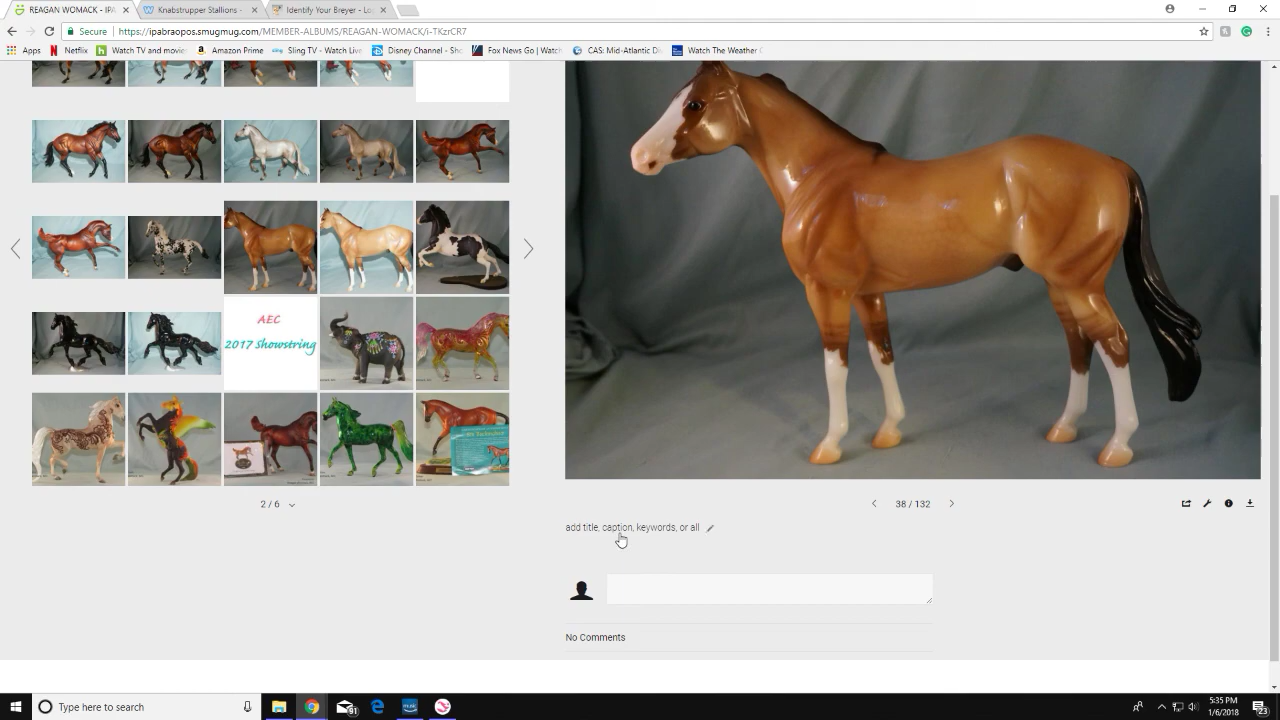 REAGAN WOMACK - IPA
Knabstrupper Stallions -
Identify Your Breyer - Lo
Secure
https://ipabraopos.smugmug.com/MEMBER-ALBUMS/REAGAN-WOMACK/i-TKzrCR7
Apps
Netflix
Watch TV and movie
Amazon Prime
Sling TV - Watch Live
Disney Channel - Sho
Fox News Go | Watch
CAS: Mid-Atlantic Di
Watch The Weather C
AEC
2017 Showstring
2 / 6
38 / 132
add title, caption, keywords, or all
No Comments
Type here to search
5:35 PM
1/6/2018